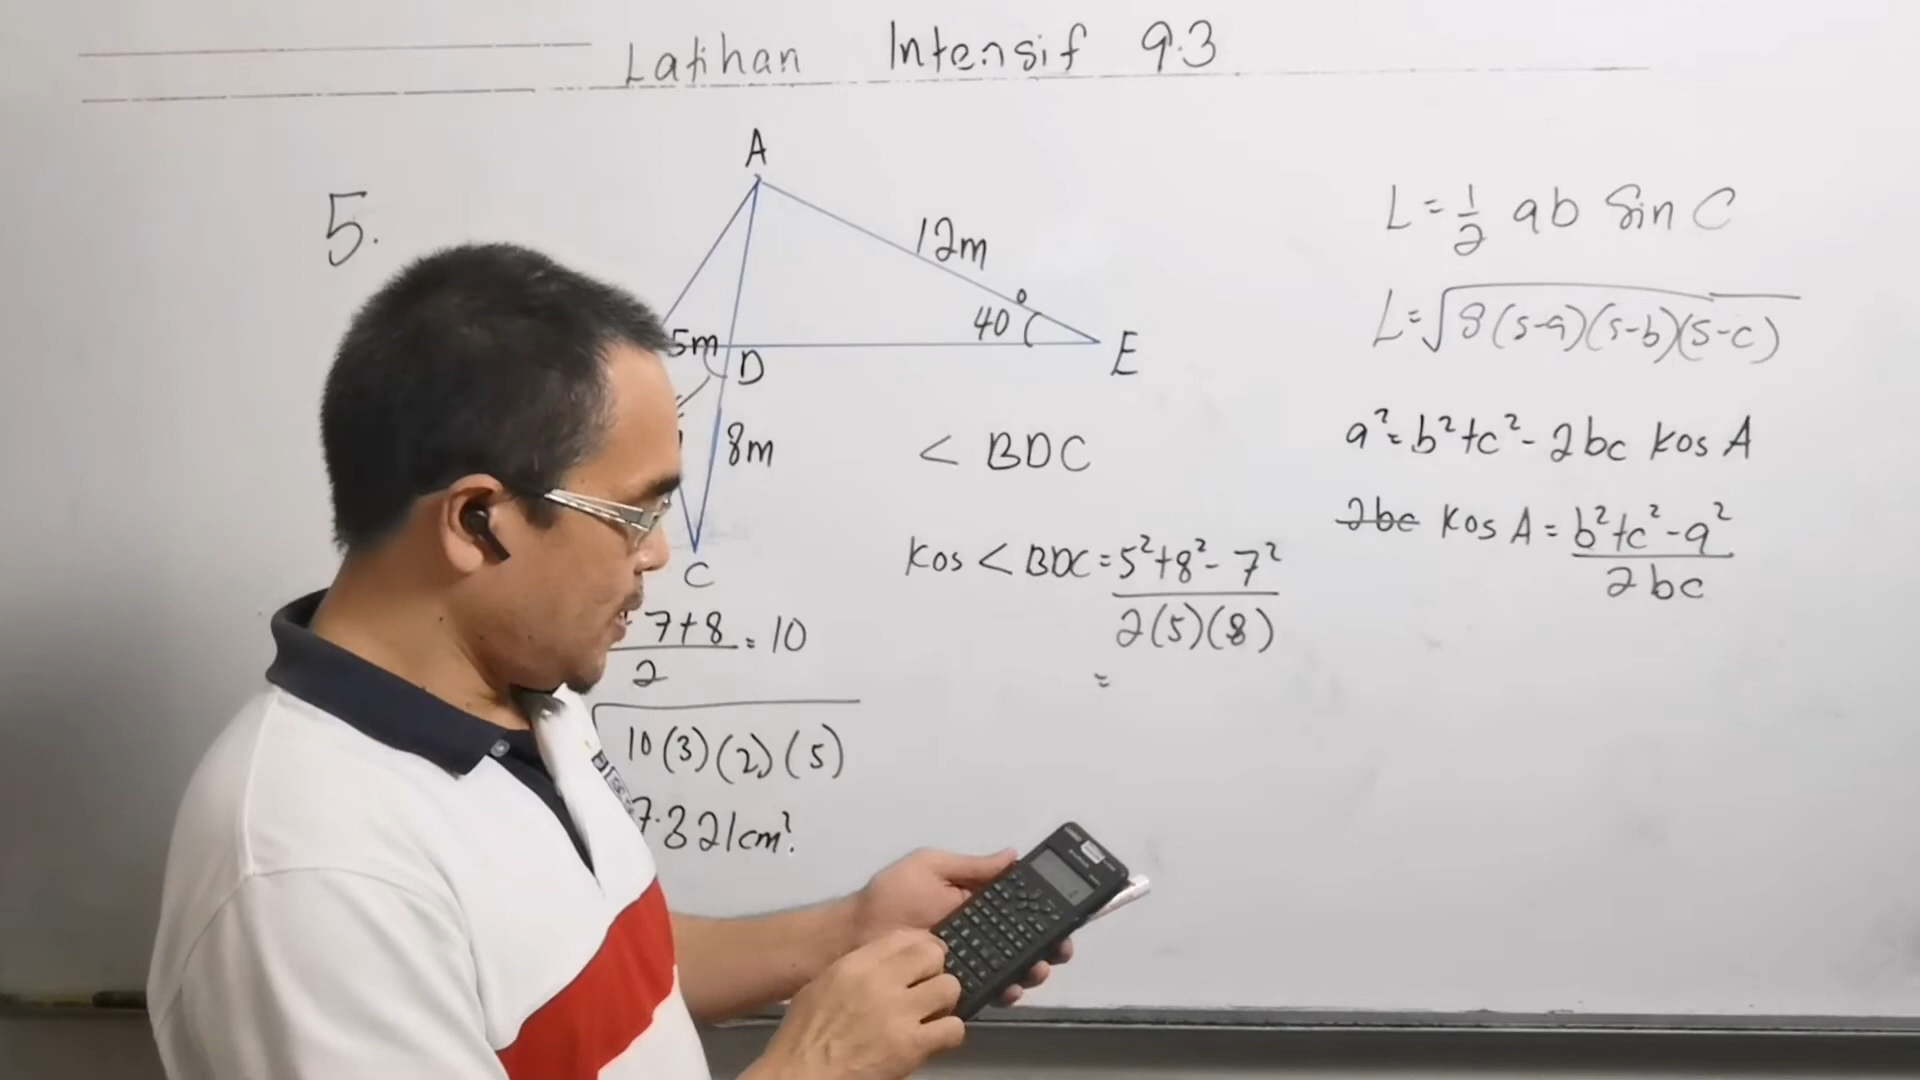 Latihan Intensif 9.3
5.
A
12m
40°
5m
D
E
8m
C
7+8 = 10
2
10(3)(2)(5)
7.321cm²
< BDC
Kos < BDC = 5²+8²-7²
2(5)(8)
=
L = 1/2 ab Sin C
L = √8(s-a)(s-b)(s-c)
a² = b²+c²-2bc Kos A
2bc Kos A = b²+c²-a²
2bc